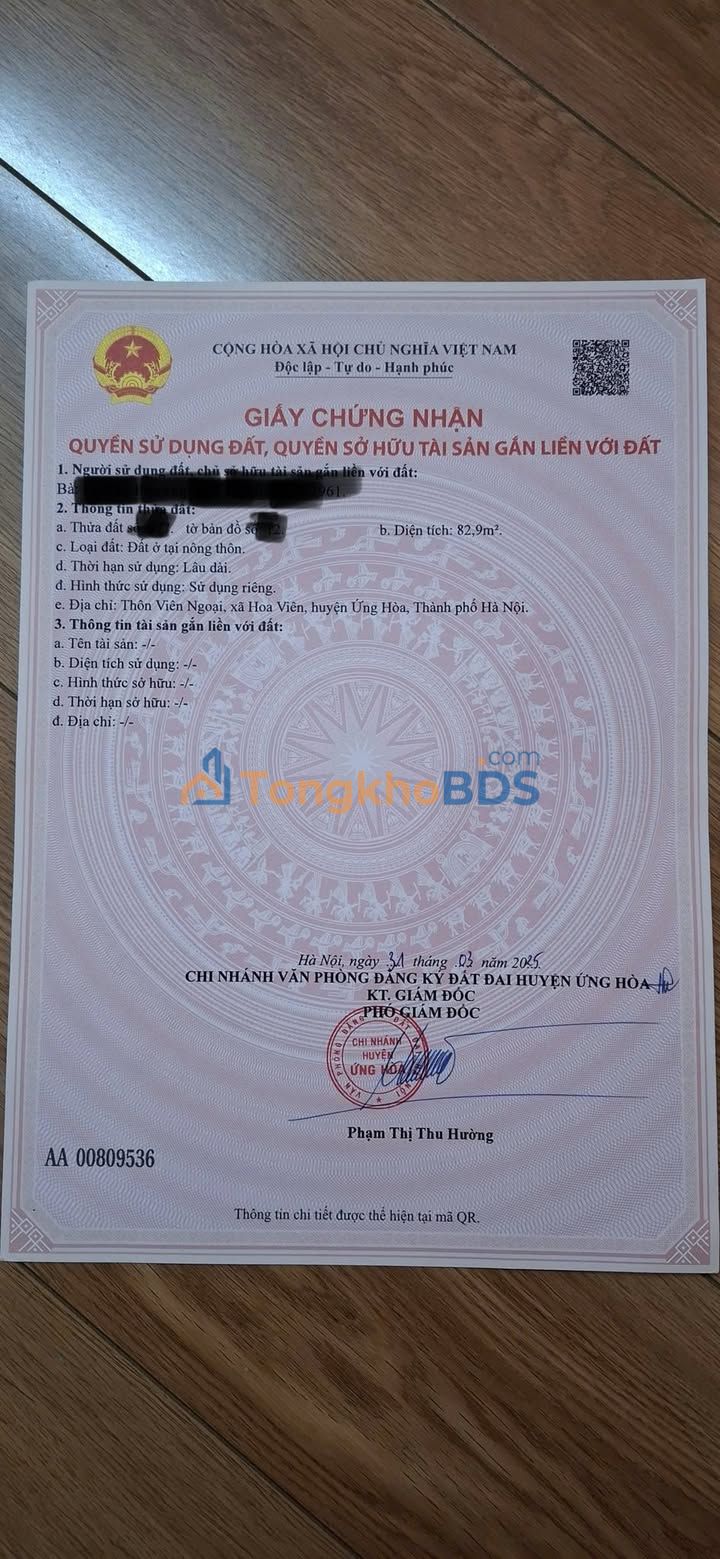 CỘNG HÒA XÃ HỘI CHỦ NGHĨA VIỆT NAM
Độc lập - Tự do - Hạnh phúc
GIẤY CHỨNG NHẬN
QUYỀN SỬ DỤNG ĐẤT, QUYỀN SỞ HỮU TÀI SẢN GẮN LIỀN VỚI ĐẤT
1. Người sử dụng đất, chủ sở hữu tài sản gắn liền với đất:
Bà 961.
2. Thông tin thửa đất:
a. Thửa đất số . tờ bản đồ số 12. b. Diện tích: 82,9m².
c. Loại đất: Đất ở tại nông thôn.
d. Thời hạn sử dụng: Lâu dài.
đ. Hình thức sử dụng: Sử dụng riêng.
e. Địa chỉ: Thôn Viên Ngoại, xã Hoa Viên, huyện Ứng Hòa, Thành phố Hà Nội.
3. Thông tin tài sản gắn liền với đất:
a. Tên tài sản: -/-
b. Diện tích sử dụng: -/-
c. Hình thức sở hữu: -/-
d. Thời hạn sở hữu: -/-
đ. Địa chỉ: -/-
TongkhoBDS.com
Hà Nội, ngày 31 tháng 03 năm 2025.
CHI NHÁNH VĂN PHÒNG ĐĂNG KÝ ĐẤT ĐAI HUYỆN ỨNG HÒA
KT. GIÁM ĐỐC
PHÓ GIÁM ĐỐC
VĂN PHÒNG ĐĂNG ĐẤT NỘI
CHI NHÁNH
HUYỆN
ỨNG HÒA
Phạm Thị Thu Hường
AA 00809536
Thông tin chi tiết được thể hiện tại mã QR.